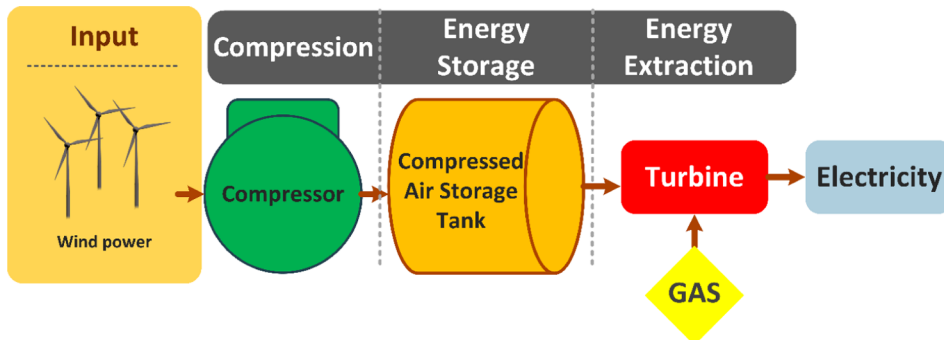 Input
Wind power
Compression
Energy
Storage
Energy
Extraction
Compressor
Compressed
Air Storage
Tank
Turbine
Electricity
GAS